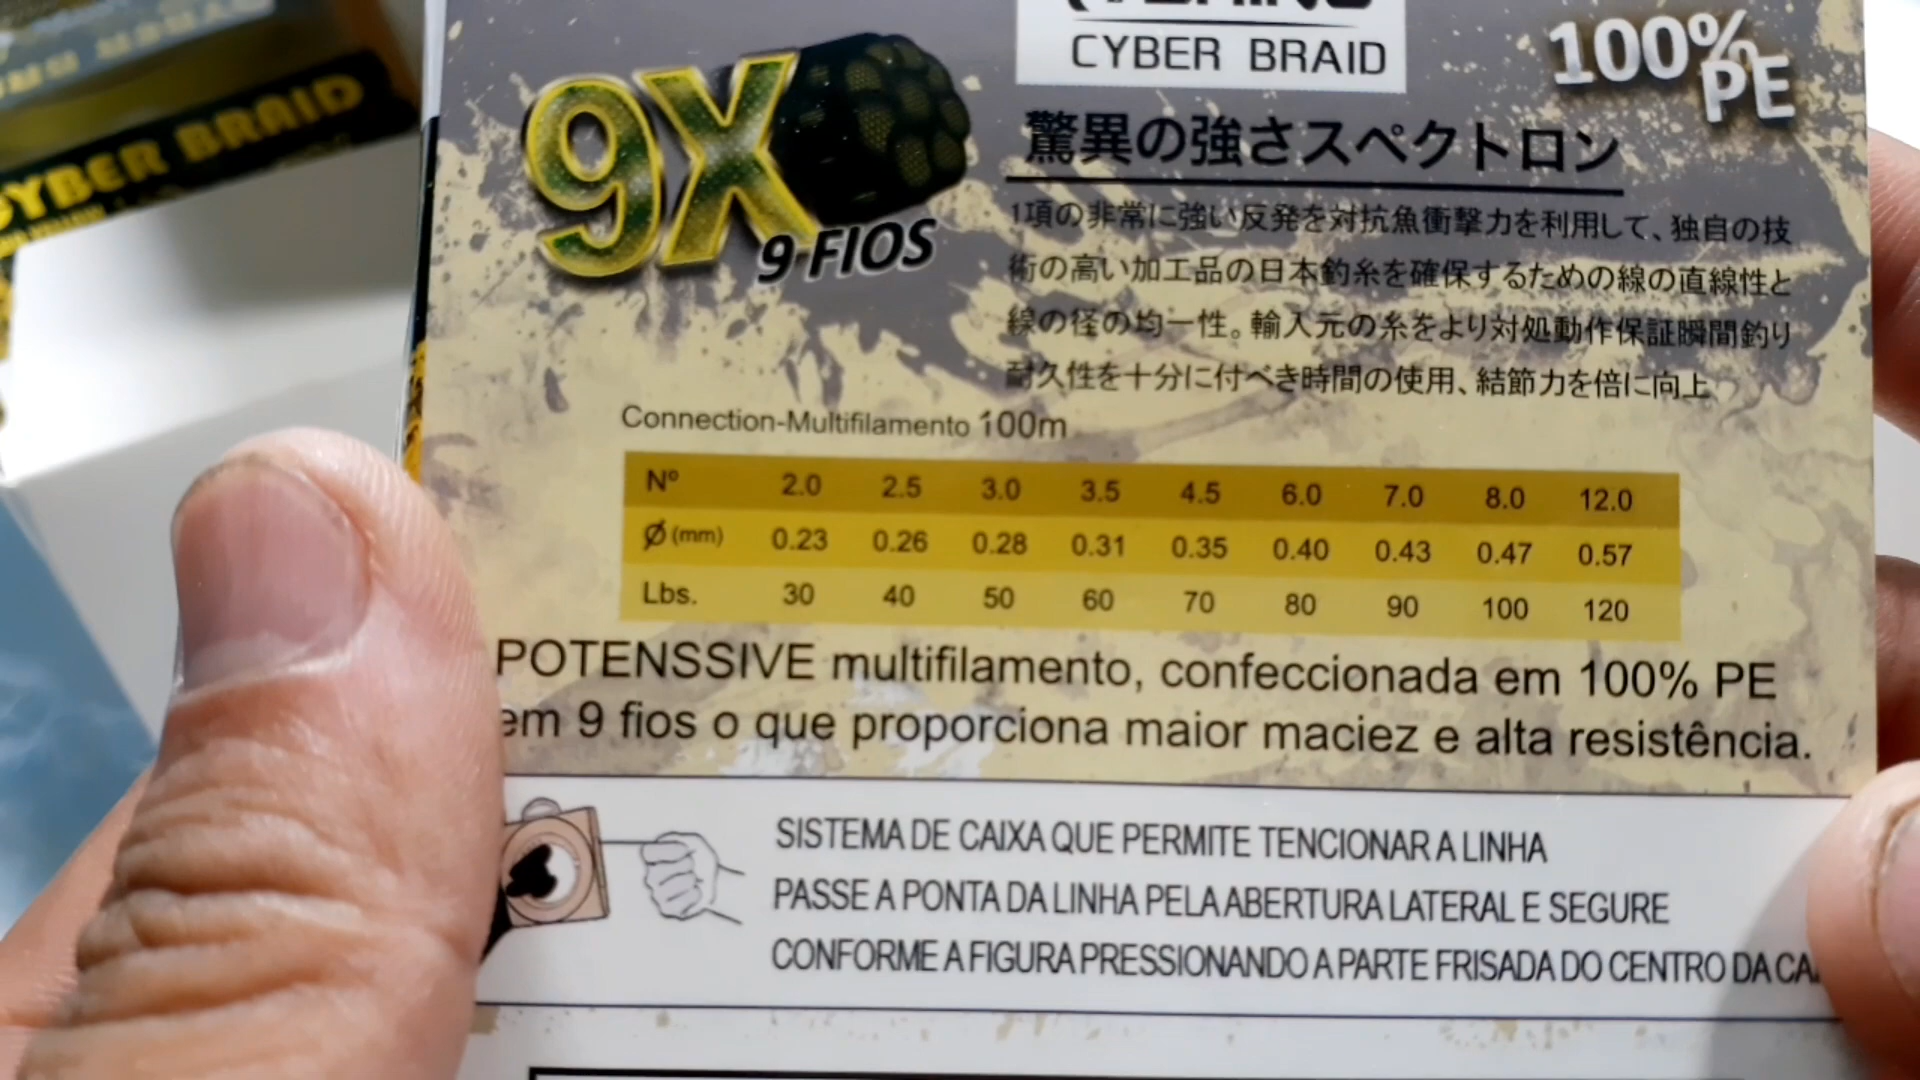 CYBER BRAID
CYBER BRAID
100%
PE
9X
9 FIOS
驚異の強さスペクトロン
1項の非常に強い反発を対抗魚衝撃力を利用して、独自の技
術の高い加工品の日本釣糸を確保するための線の直線性と
線の径の均一性。輸入元の糸をより対処動作保証瞬間釣り
耐久性を十分に付べき時間の使用、結節力を倍に向上
Connection-Multifilamento 100m
Nº 2.0 2.5 3.0 3.5 4.5 6.0 7.0 8.0 12.0
Ø (mm) 0.23 0.26 0.28 0.31 0.35 0.40 0.43 0.47 0.57
Lbs. 30 40 50 60 70 80 90 100 120
POTENSSIVE multifilamento, confeccionada em 100% PE
em 9 fios o que proporciona maior maciez e alta resistência.
SISTEMA DE CAIXA QUE PERMITE TENCIONAR A LINHA
PASSE A PONTA DA LINHA PELA ABERTURA LATERAL E SEGURE
CONFORME A FIGURA PRESSIONANDO A PARTE FRISADA DO CENTRO DA